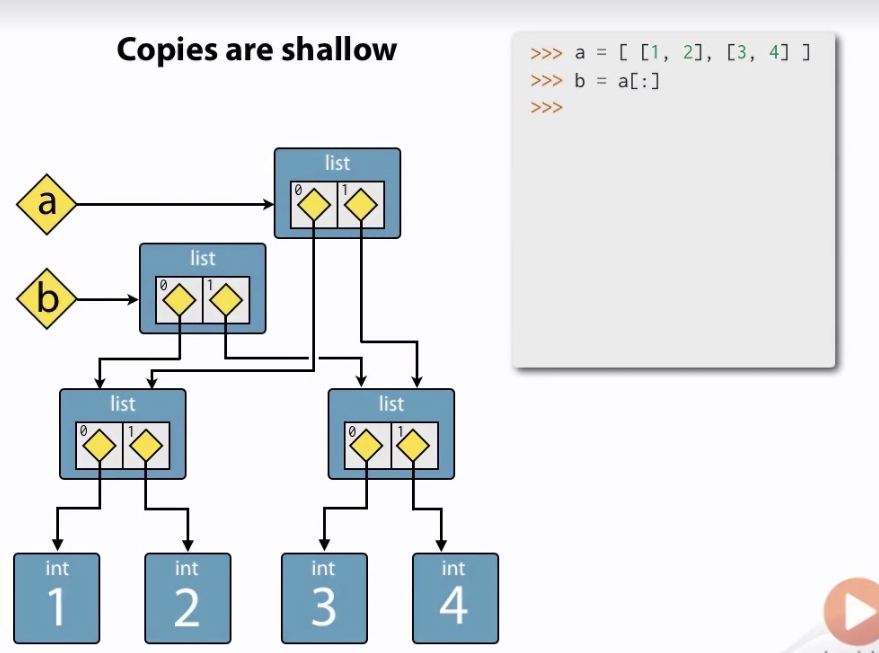 Copies are shallow
>>> a = [ [1, 2], [3, 4] ]
>>> b = a[:]
>>>
list
0 1
a
list
0 1
b
list
0 1
list
0 1
int
1
int
2
int
3
int
4